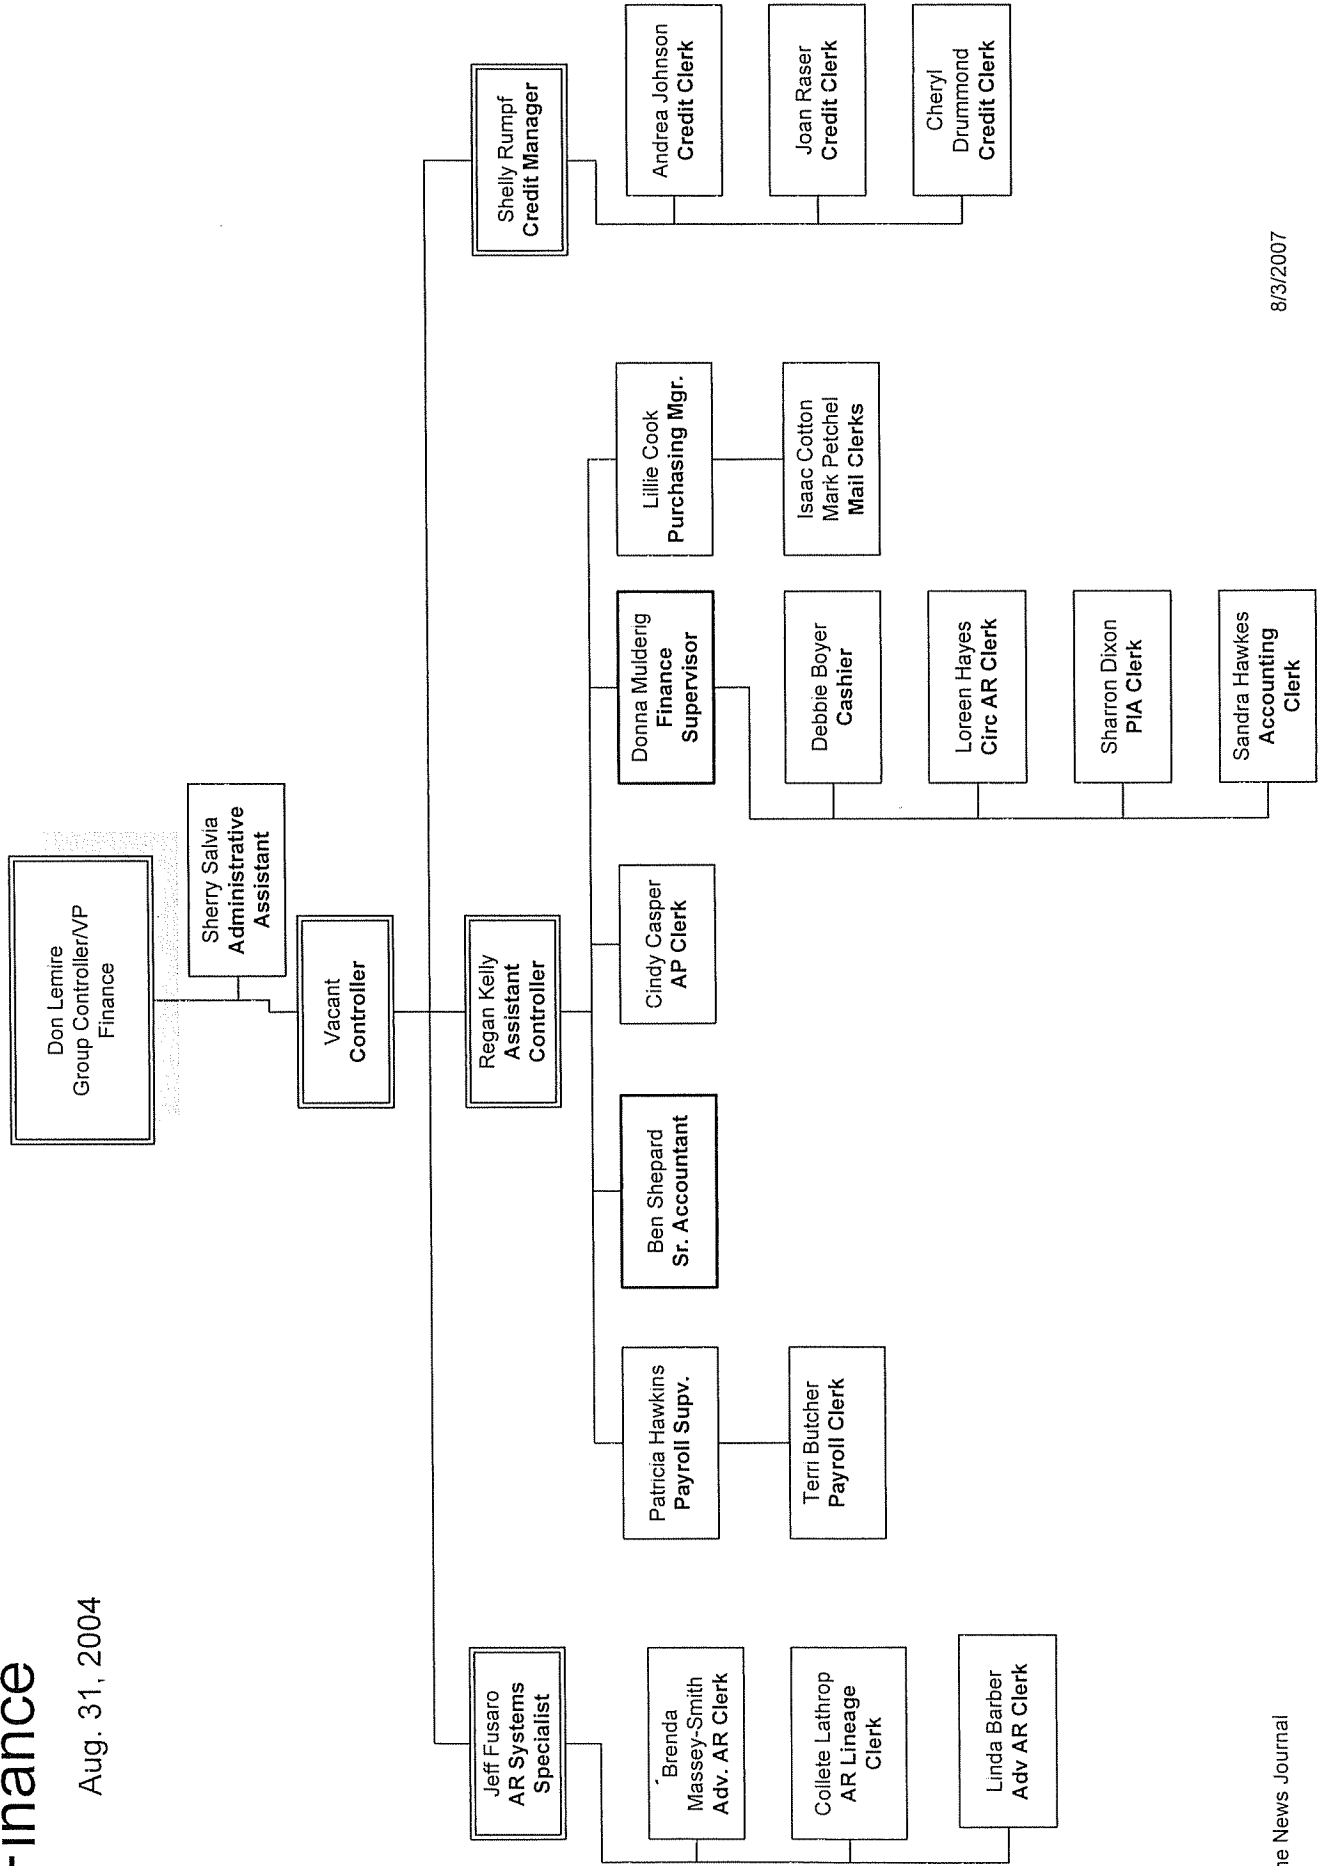 Finance
Aug. 31, 2004
Don Lemire
Group Controller/VP
Finance
Sherry Salvia
Administrative
Assistant
Vacant
Controller
Jeff Fusaro
AR Systems
Specialist
Regan Kelly
Assistant
Controller
Shelly Rumpf
Credit Manager
Brenda
Massey-Smith
Adv. AR Clerk
Collete Lathrop
AR Lineage
Clerk
Linda Barber
Adv AR Clerk
Patricia Hawkins
Payroll Supv.
Terri Butcher
Payroll Clerk
Ben Shepard
Sr. Accountant
Cindy Casper
AP Clerk
Donna Mulderig
Finance
Supervisor
Debbie Boyer
Cashier
Loreen Hayes
Circ AR Clerk
Sharron Dixon
PIA Clerk
Sandra Hawkes
Accounting
Clerk
Lillie Cook
Purchasing Mgr.
Isaac Cotton
Mark Petchel
Mail Clerks
Andrea Johnson
Credit Clerk
Joan Raser
Credit Clerk
Cheryl
Drummond
Credit Clerk
he News Journal
8/3/2007